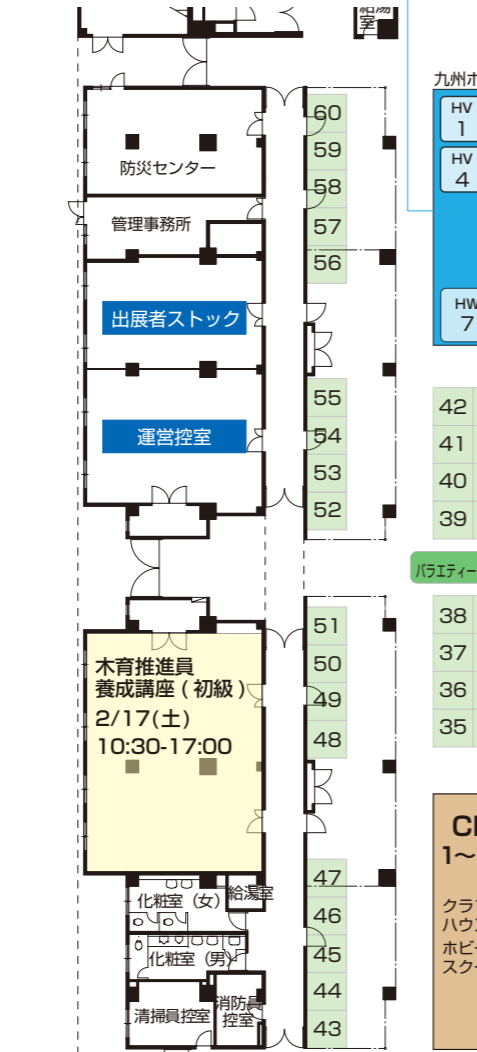 給湯
室
防災センター
管理事務所
出展者ストック
運営控室
木育推進員
養成講座 ( 初級 )
2/17(土)
10:30-17:00
化粧室 (女)
給湯室
化粧室 (男)
清掃員控室
消防員
控室
60
59
58
57
56
55
54
53
52
51
50
49
48
47
46
45
44
43
九州ホ
HV
1
HV
4
HW
7
42
41
40
39
バラエティー
38
37
36
35
1〜
クラ
ハウス
ホビー
スク